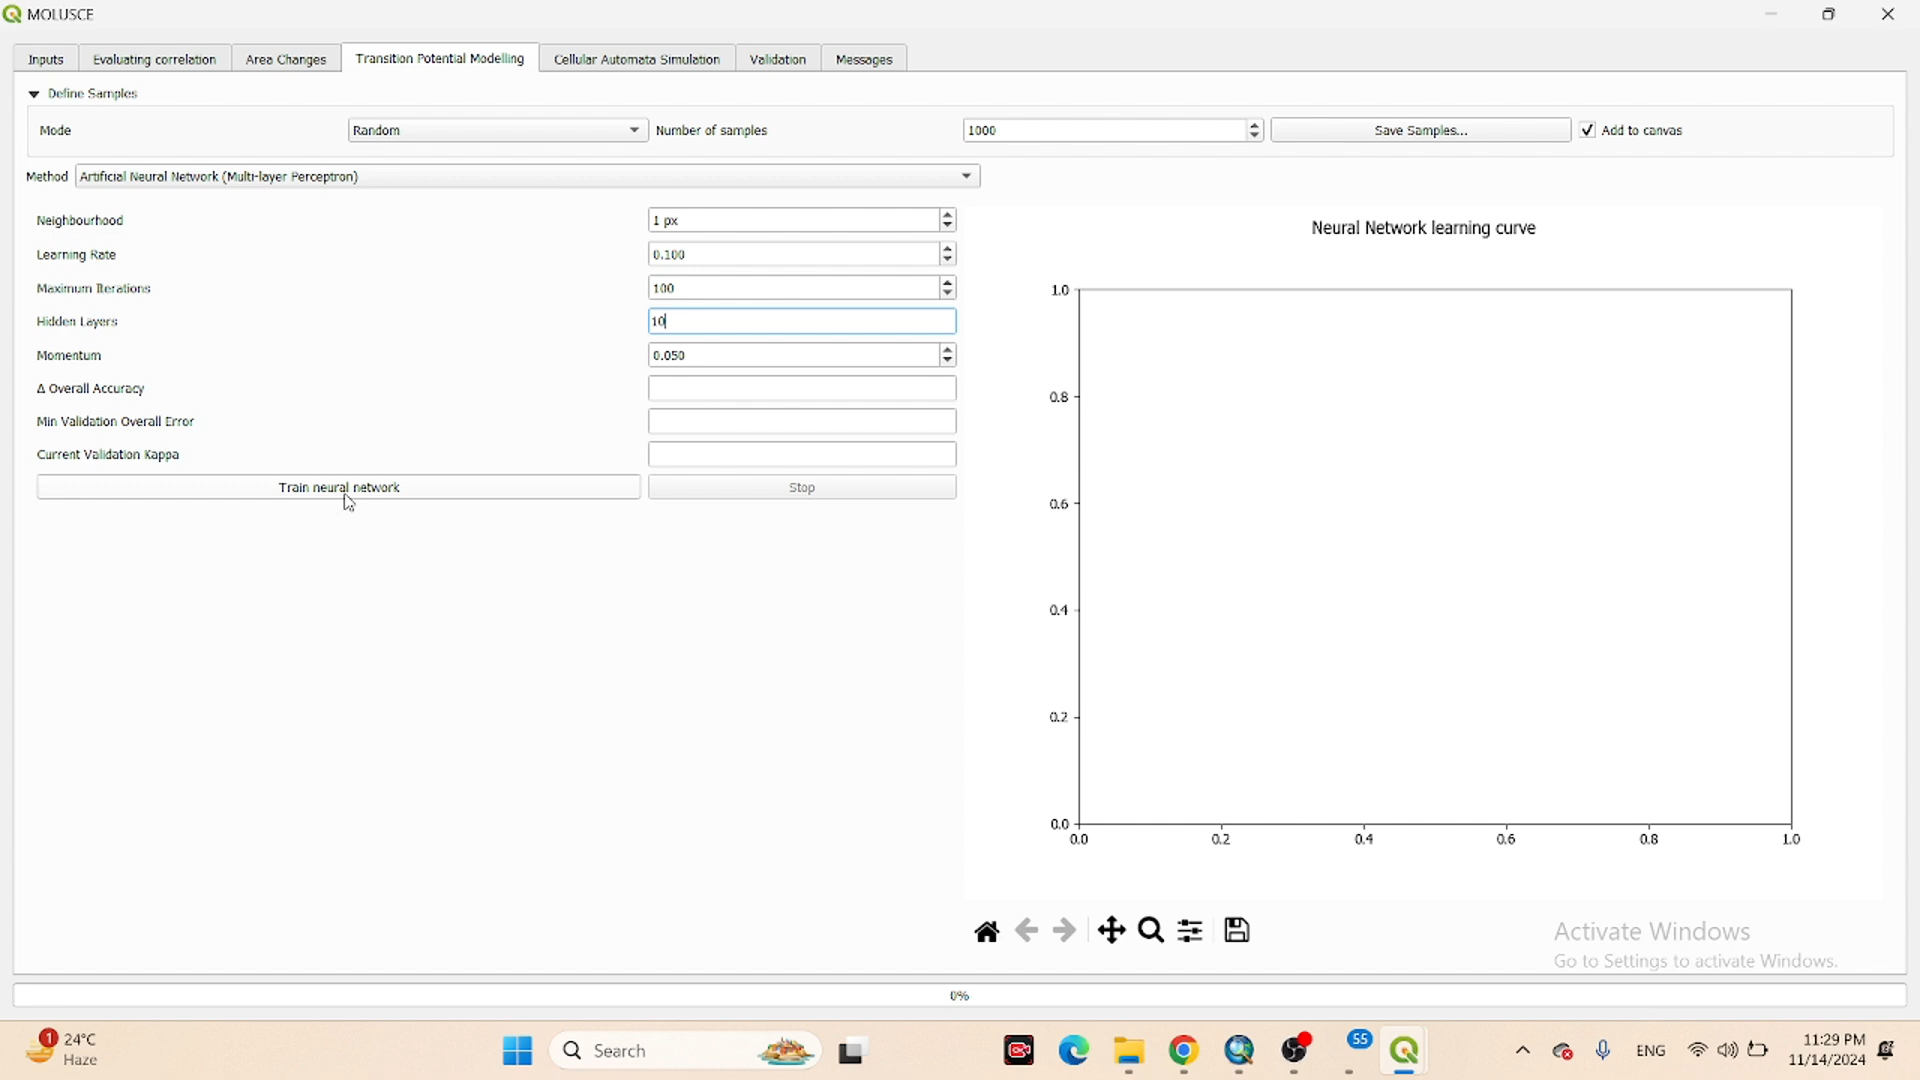 MOLUSCE
Inputs Evaluating correlation Area Changes Transition Potential Modelling Cellular Automata Simulation Validation Messages
Define Samples
Mode Random Number of samples 1000 Save Samples... Add to canvas
Method Artificial Neural Network (Multi-layer Perceptron)
Neighbourhood 1 px
Learning Rate 0.100
Maximum Iterations 100
Hidden Layers 10
Momentum 0.050
Δ Overall Accuracy
Min Validation Overall Error
Current Validation Kappa
Train neural network Stop
Neural Network learning curve
1.0
0.8
0.6
0.4
0.2
0.0
0.0 0.2 0.4 0.6 0.8 1.0
Activate Windows
Go to Settings to activate Windows.
0%
1 24°C
Haze
Search
55
ENG
11:29 PM
11/14/2024